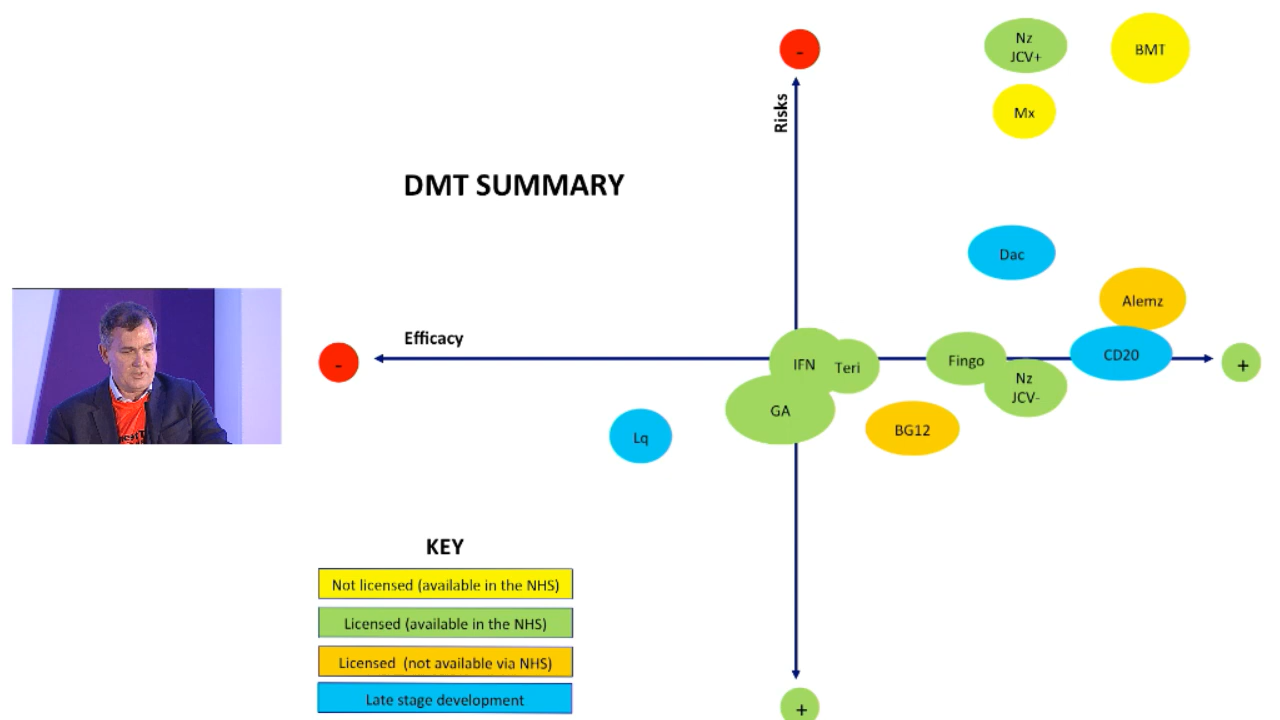 -
Nz
JCV+
BMT
Risks
Mx
DMT SUMMARY
Dac
Alemz
Efficacy
-
IFN
Teri
Fingo
CD20
+
Nz
JCV-
GA
BG12
Lq
KEY
Not licensed (available in the NHS)
Licensed (available in the NHS)
Licensed (not available via NHS)
Late stage development
+